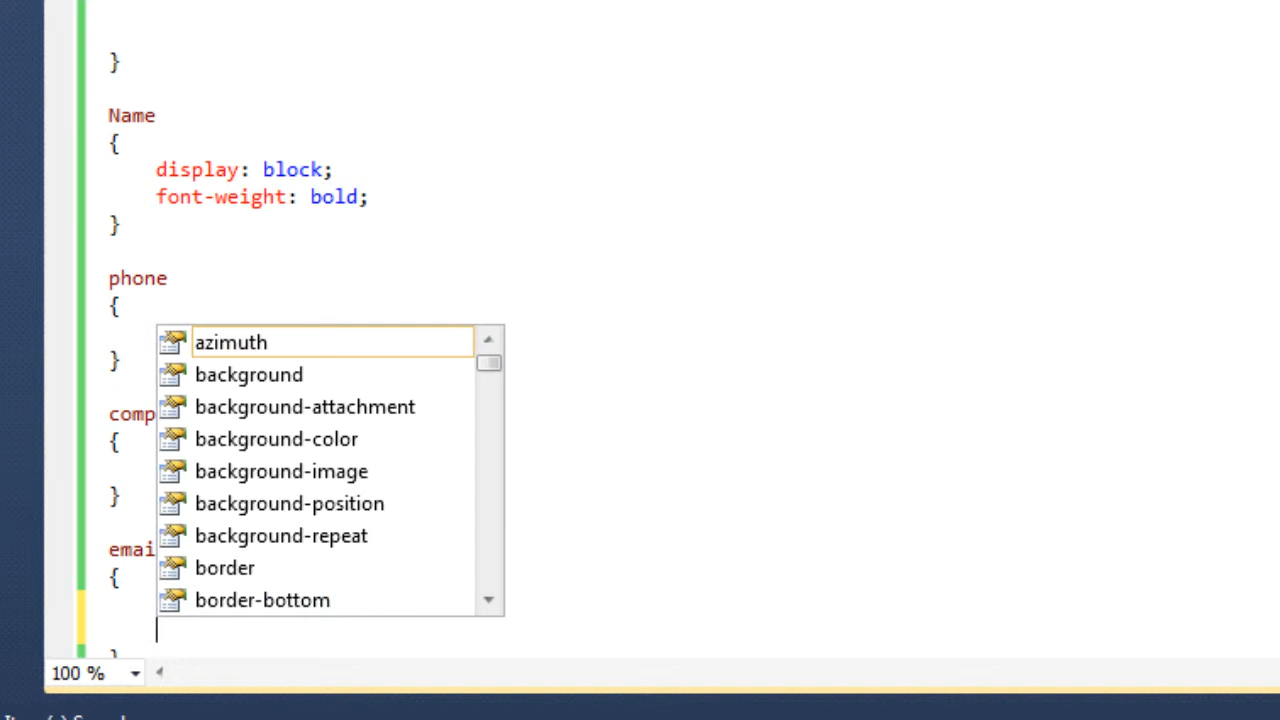 }
Name
{
display: block;
font-weight: bold;
}
phone
{
azimuth
}
background
background-attachment
comp
{
background-color
background-image
}
background-position
background-repeat
emai
{
border
border-bottom
}
100 %